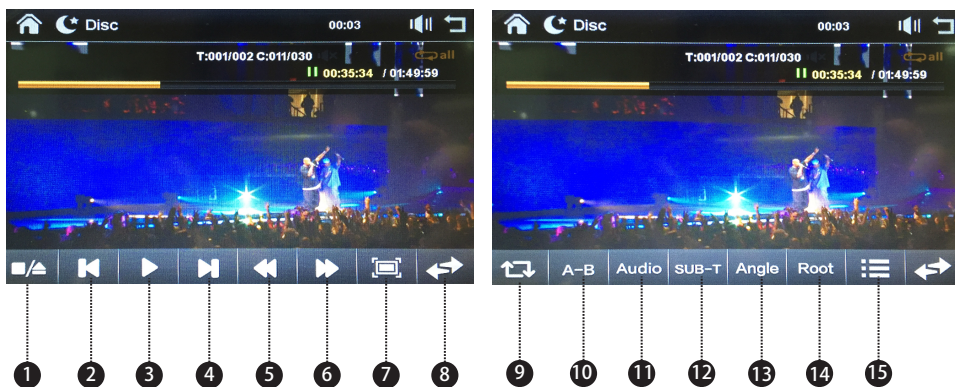 Disc 00:03
T:001/002 C:011/030
all
00:35:34 / 01:49:59
1 2 3 4 5 6 7 8
Disc 00:03
T:001/002 C:011/030
all
00:35:34 / 01:49:59
A-B Audio SUB-T Angle Root
9 10 11 12 13 14 15